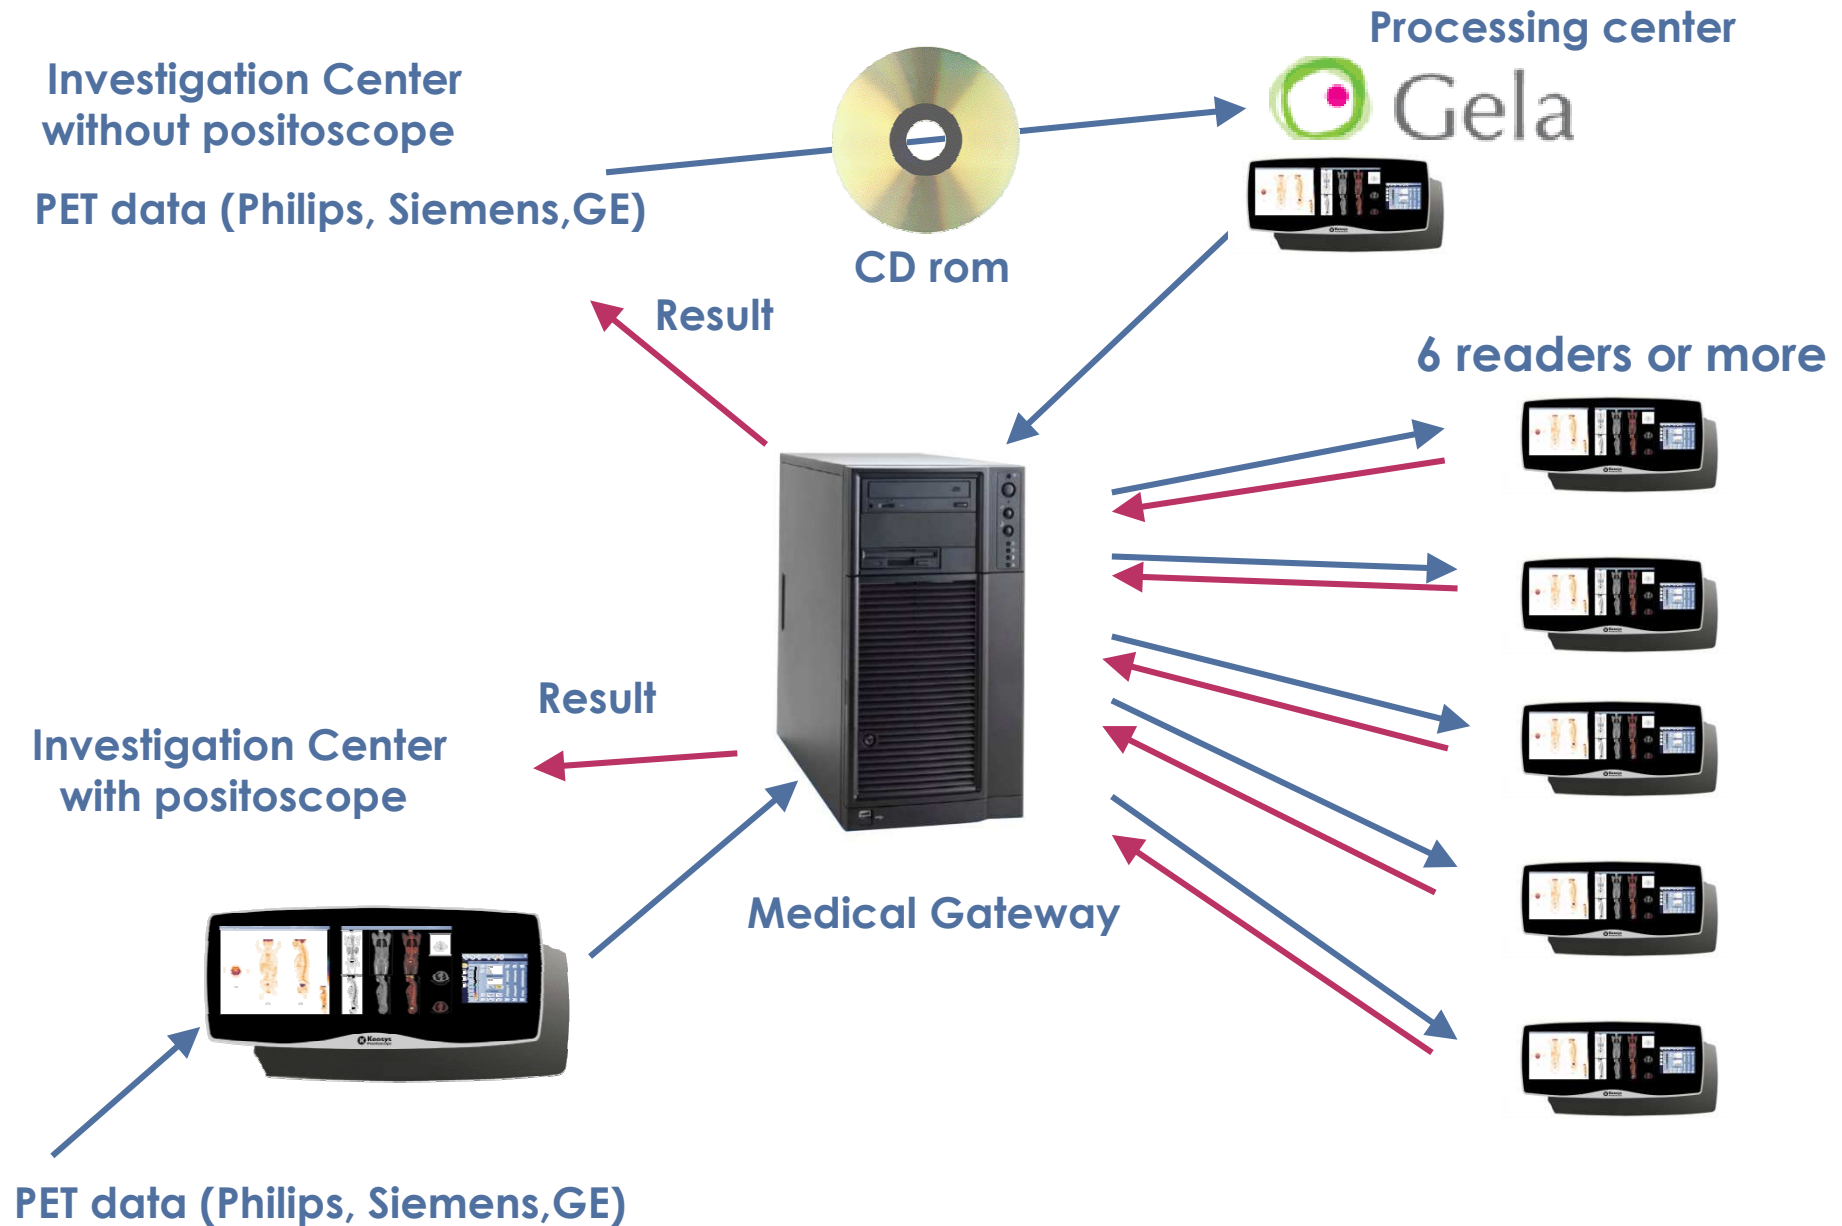 Processing center
Gela
Investigation Center
without positoscope
PET data (Philips, Siemens,GE)
CD rom
Result
6 readers or more
Result
Investigation Center
with positoscope
Medical Gateway
Keosys
PET data (Philips, Siemens,GE)